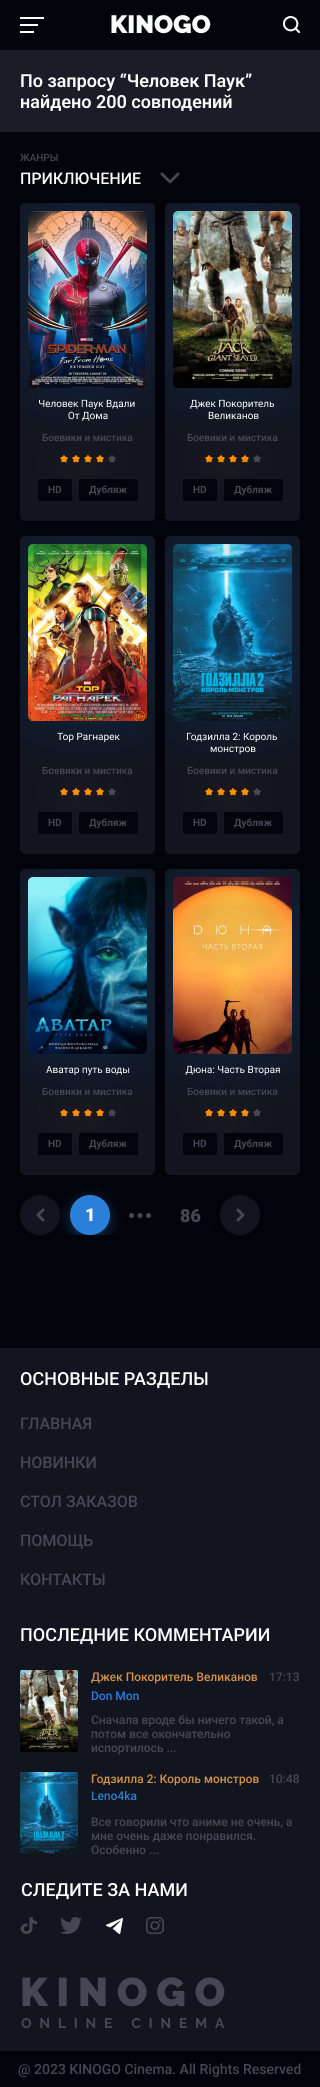 KINOGO
По запросу “Человек Паук”
найдено 200 совподений
ЖАНРЫ
ПРИКЛЮЧЕНИЕ
SPIDER-MAN
Far From Home
EXTENDED CUT
Человек Паук Вдали
От Дома
Боевики и мистика
HD Дубляж
JACK
GIANT SLAYER
COMING SOON
Джек Покоритель
Великанов
Боевики и мистика
HD Дубляж
ТОР
РАГНАРЕК
16+
Тор Рагнарек
Боевики и мистика
HD Дубляж
ГОДЗИЛЛА 2
КОРОЛЬ МОНСТРОВ
Годзилла 2: Король
монстров
Боевики и мистика
HD Дубляж
АВАТАР
ПУТЬ ВОДЫ
Аватар путь воды
Боевики и мистика
HD Дубляж
ДЮНА
ЧАСТЬ ВТОРАЯ
Дюна: Часть Вторая
Боевики и мистика
HD Дубляж
1 ••• 86
ОСНОВНЫЕ РАЗДЕЛЫ
ГЛАВНАЯ
НОВИНКИ
СТОЛ ЗАКАЗОВ
ПОМОЩЬ
КОНТАКТЫ
ПОСЛЕДНИЕ КОММЕНТАРИИ
Джек Покоритель Великанов 17:13
Don Mon
Сначала вроде бы ничего такой, а
потом все окончательно
испортилось ...
Годзилла 2: Король монстров 10:48
Leno4ka
Все говорили что аниме не очень, а
мне очень даже понравился.
Особенно ...
СЛЕДИТЕ ЗА НАМИ
KINOGO
ONLINE CINEMA
@ 2023 KINOGO Cinema. All Rights Reserved